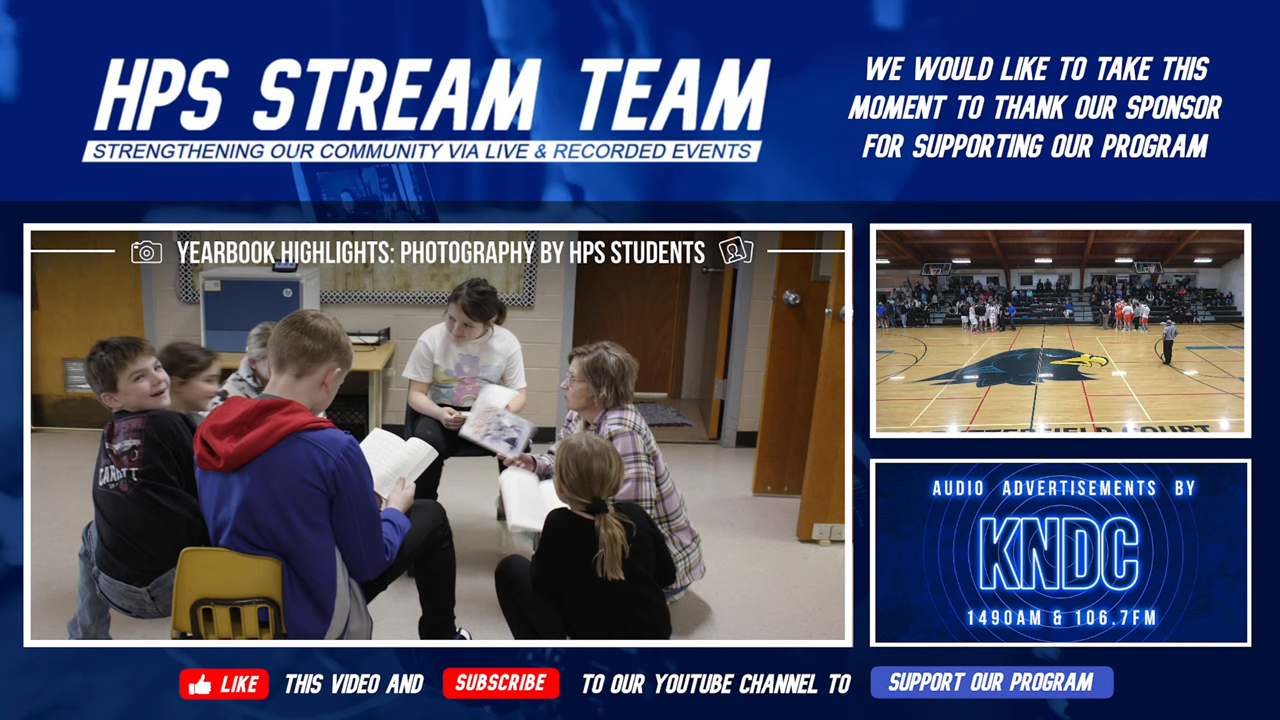 HPS STREAM TEAM
STRENGTHENING OUR COMMUNITY VIA LIVE & RECORDED EVENTS
WE WOULD LIKE TO TAKE THIS
MOMENT TO THANK OUR SPONSOR
FOR SUPPORTING OUR PROGRAM
YEARBOOK HIGHLIGHTS: PHOTOGRAPHY BY HPS STUDENTS
AUDIO ADVERTISEMENTS BY
KNDC
1490AM & 106.7FM
LIKE THIS VIDEO AND SUBSCRIBE TO OUR YOUTUBE CHANNEL TO SUPPORT OUR PROGRAM